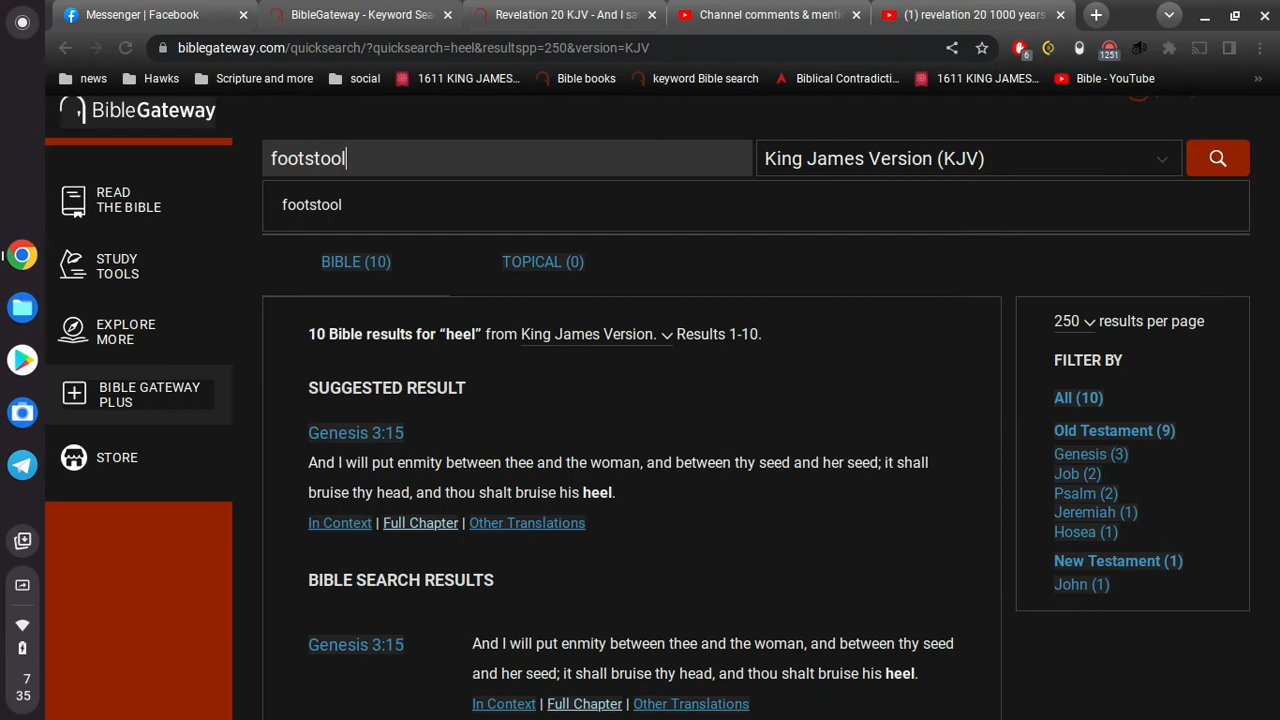 Messenger | Facebook
BibleGateway - Keyword Sea
Revelation 20 KJV - And I sa
Channel comments & menti
(1) revelation 20 1000 years
biblegateway.com/quicksearch/?quicksearch=heel&resultspp=250&version=KJV
6
1251
news
Hawks
Scripture and more
social
1611 KING JAMES...
Bible books
keyword Bible search
Biblical Contradicti...
1611 KING JAMES...
Bible - YouTube
BibleGateway
footstool
King James Version (KJV)
footstool
READ
THE BIBLE
STUDY
TOOLS
EXPLORE
MORE
BIBLE GATEWAY
PLUS
STORE
BIBLE (10)
TOPICAL (0)
10 Bible results for “heel” from King James Version. Results 1-10.
SUGGESTED RESULT
Genesis 3:15
And I will put enmity between thee and the woman, and between thy seed and her seed; it shall
bruise thy head, and thou shalt bruise his heel.
In Context | Full Chapter | Other Translations
BIBLE SEARCH RESULTS
Genesis 3:15
And I will put enmity between thee and the woman, and between thy seed
and her seed; it shall bruise thy head, and thou shalt bruise his heel.
In Context | Full Chapter | Other Translations
250 results per page
FILTER BY
All (10)
Old Testament (9)
Genesis (3)
Job (2)
Psalm (2)
Jeremiah (1)
Hosea (1)
New Testament (1)
John (1)
7
35